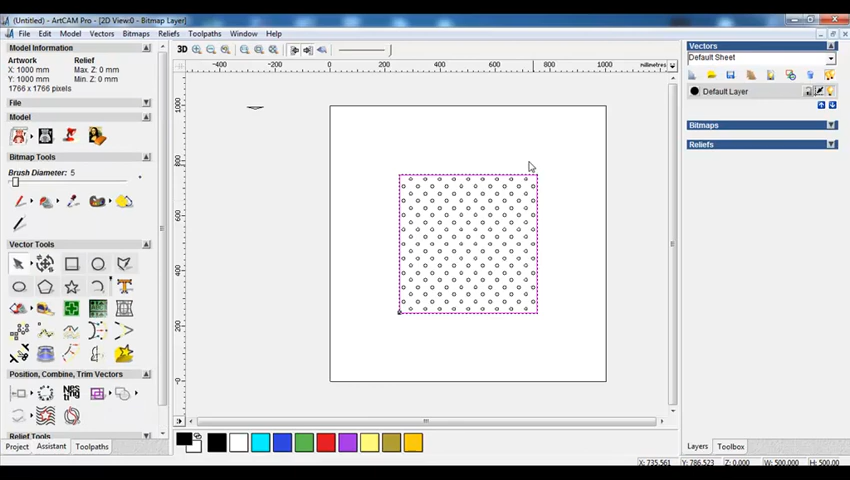 (Untitled) - ArtCAM Pro - [2D View:0 - Bitmap Layer]
File Edit Model Vectors Bitmaps Reliefs Toolpaths Window Help
Model Information
Artwork Relief
X: 1000 mm Max. Z: 0 mm
Y: 1000 mm Min. Z: 0 mm
1766 x 1766 pixels
File
Model
Bitmap Tools
Brush Diameter: 5
Vector Tools
Position, Combine, Trim Vectors
Relief Tools
Project Assistant Toolpaths
3D
-400 -200 0 200 400 600 800 1000 millimetres
1000
800
600
400
200
0
Vectors
Default Sheet
Default Layer
Bitmaps
Reliefs
Layers Toolbox
X: 735.561 Y: 786.523 Z: 0.000 W: 500.000 H: 500.00